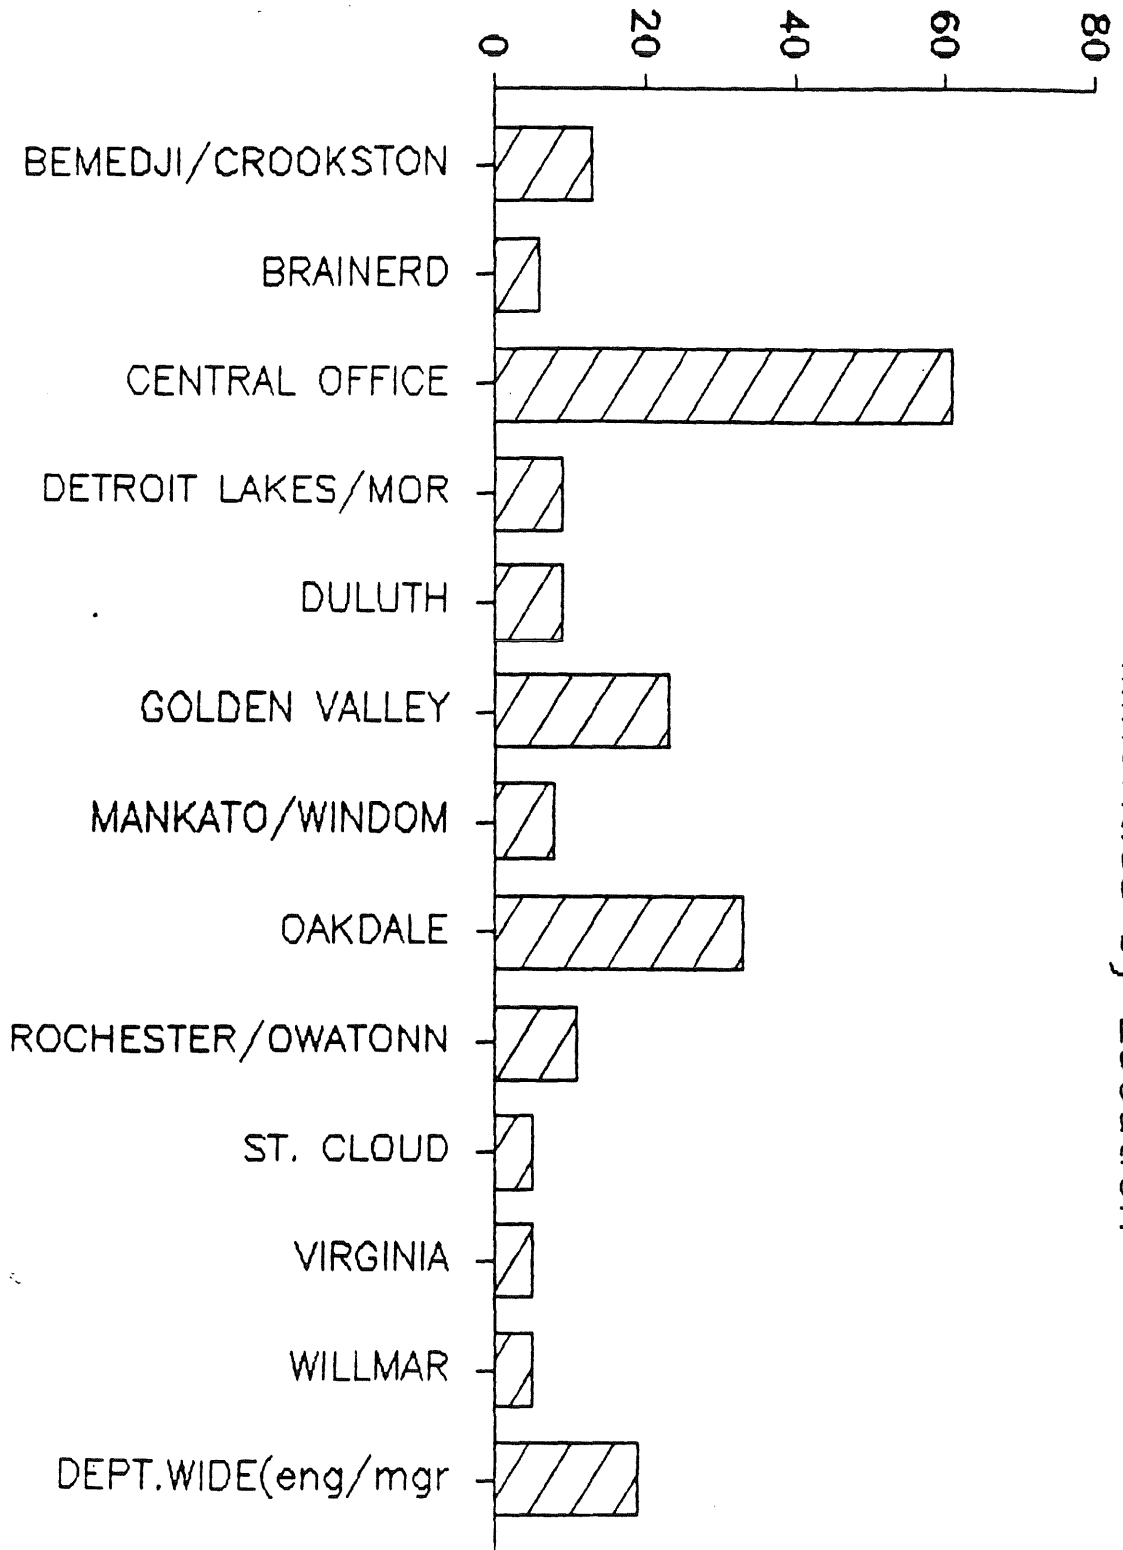 0
20
40
60
80
BEMEDJI/CROOKSTON
BRAINERD
CENTRAL OFFICE
DETROIT LAKES/MOR
DULUTH
GOLDEN VALLEY
MANKATO/WINDOM
OAKDALE
ROCHESTER/OWATONN
ST. CLOUD
VIRGINIA
WILLMAR
DEPT.WIDE(eng/mgr